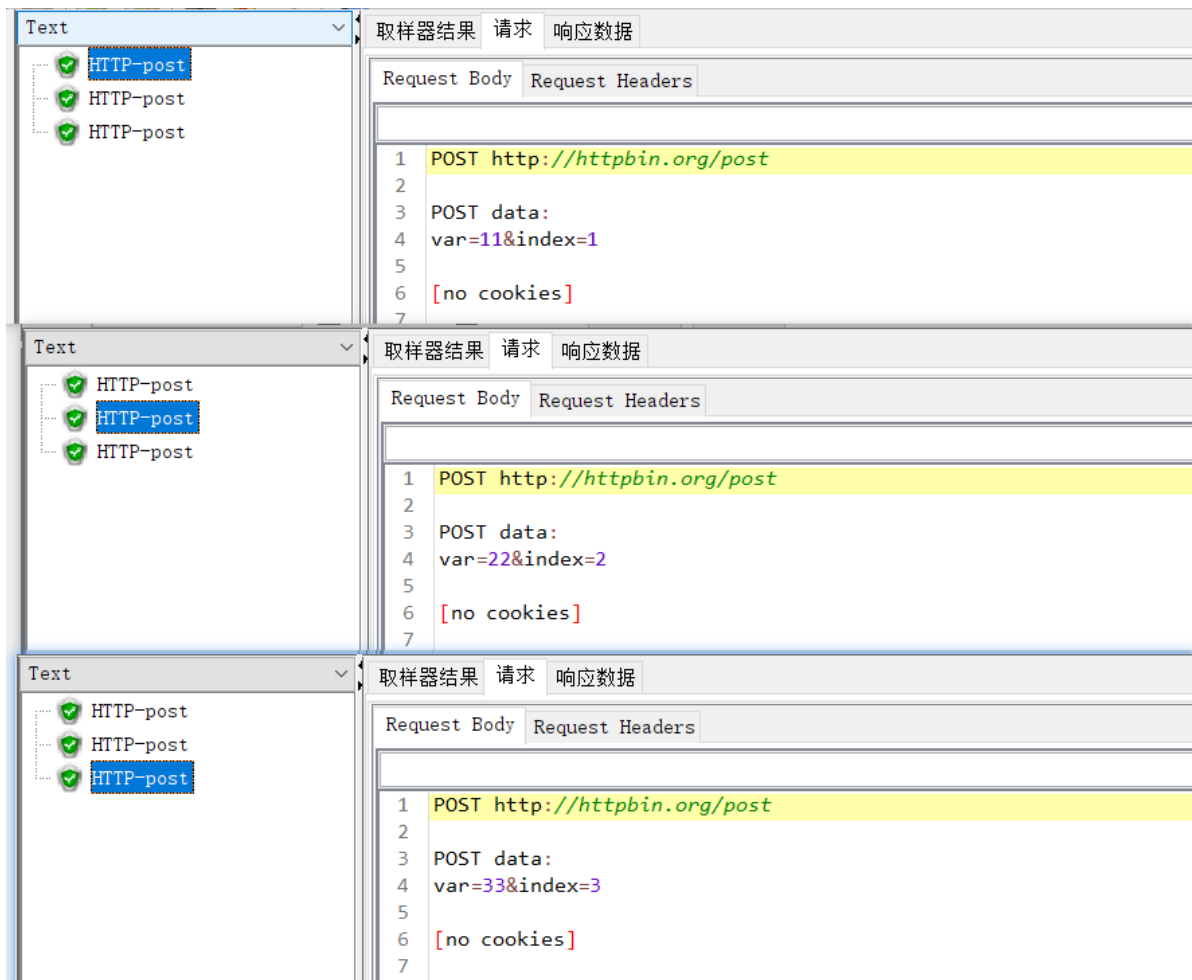 Text
取样器结果 请求 响应数据
HTTP-post
HTTP-post
HTTP-post
Request Body Request Headers
1 POST http://httpbin.org/post
2
3 POST data:
4 var=11&index=1
5
6 [no cookies]
7
Text
取样器结果 请求 响应数据
HTTP-post
HTTP-post
HTTP-post
Request Body Request Headers
1 POST http://httpbin.org/post
2
3 POST data:
4 var=22&index=2
5
6 [no cookies]
7
Text
取样器结果 请求 响应数据
HTTP-post
HTTP-post
HTTP-post
Request Body Request Headers
1 POST http://httpbin.org/post
2
3 POST data:
4 var=33&index=3
5
6 [no cookies]
7